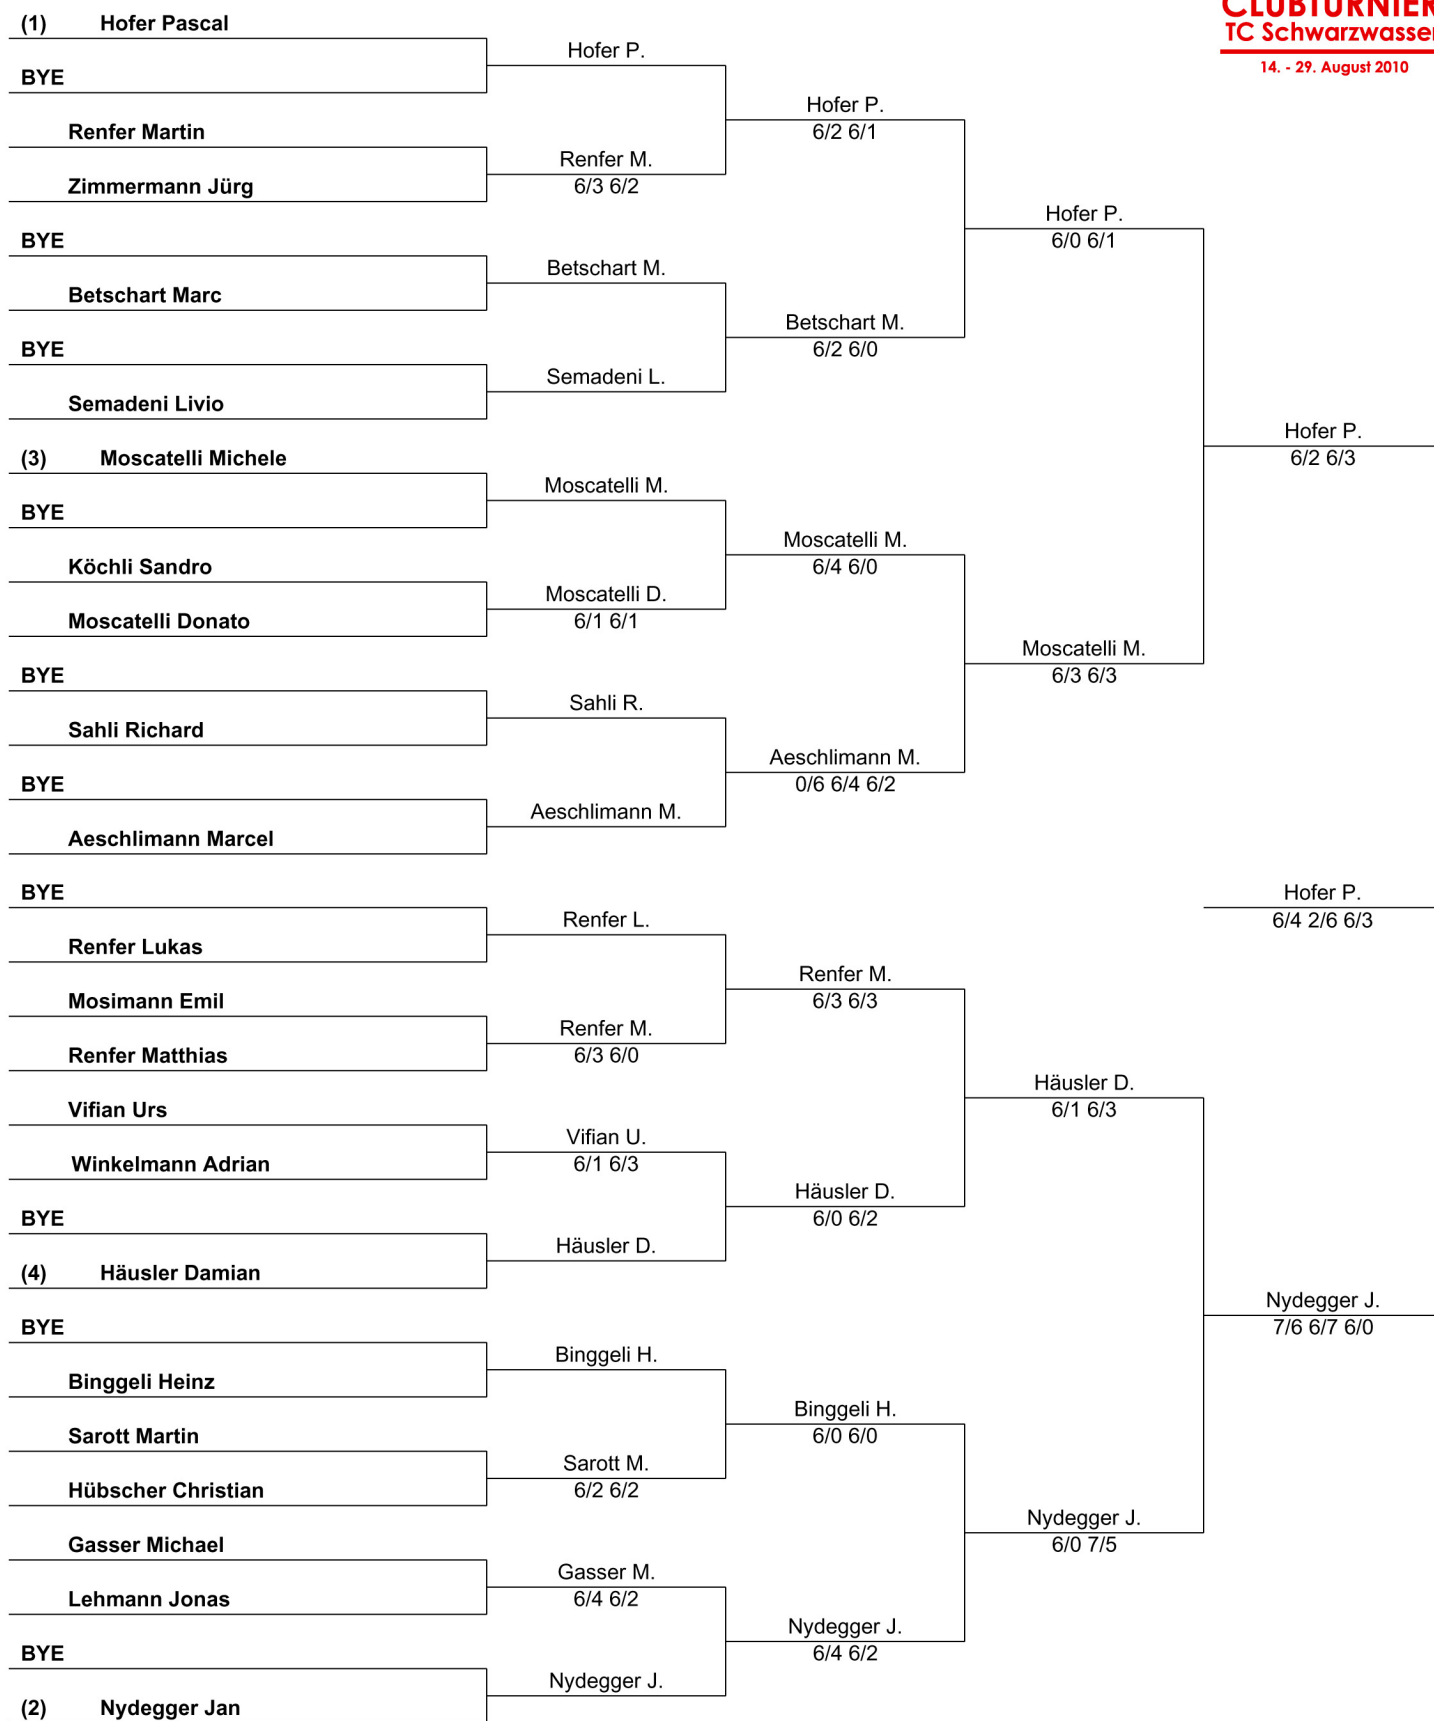 CLUBTURNIER
TC Schwarzwasser
14. - 29. August 2010
(1) Hofer Pascal
BYE
Renfer Martin
Zimmermann Jürg
BYE
Betschart Marc
BYE
Semadeni Livio
(3) Moscatelli Michele
BYE
Köchli Sandro
Moscatelli Donato
BYE
Sahli Richard
BYE
Aeschlimann Marcel
BYE
Renfer Lukas
Mosimann Emil
Renfer Matthias
Vifian Urs
Winkelmann Adrian
BYE
(4) Häusler Damian
BYE
Binggeli Heinz
Sarott Martin
Hübscher Christian
Gasser Michael
Lehmann Jonas
BYE
(2) Nydegger Jan
Hofer P.
Renfer M.
6/3 6/2
Betschart M.
Semadeni L.
Moscatelli M.
Moscatelli D.
6/1 6/1
Sahli R.
Aeschlimann M.
Renfer L.
Renfer M.
6/3 6/0
Vifian U.
6/1 6/3
Häusler D.
Binggeli H.
Sarott M.
6/2 6/2
Gasser M.
6/4 6/2
Nydegger J.
Hofer P.
6/2 6/1
Betschart M.
6/2 6/0
Moscatelli M.
6/4 6/0
Aeschlimann M.
0/6 6/4 6/2
Renfer M.
6/3 6/3
Häusler D.
6/0 6/2
Binggeli H.
6/0 6/0
Nydegger J.
6/4 6/2
Hofer P.
6/0 6/1
Moscatelli M.
6/3 6/3
Häusler D.
6/1 6/3
Nydegger J.
6/0 7/5
Hofer P.
6/2 6/3
Hofer P.
6/4 2/6 6/3
Nydegger J.
7/6 6/7 6/0